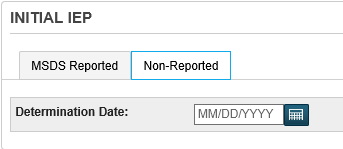 INITIAL IEP
MSDS Reported Non-Reported
Determination Date: MM/DD/YYYY